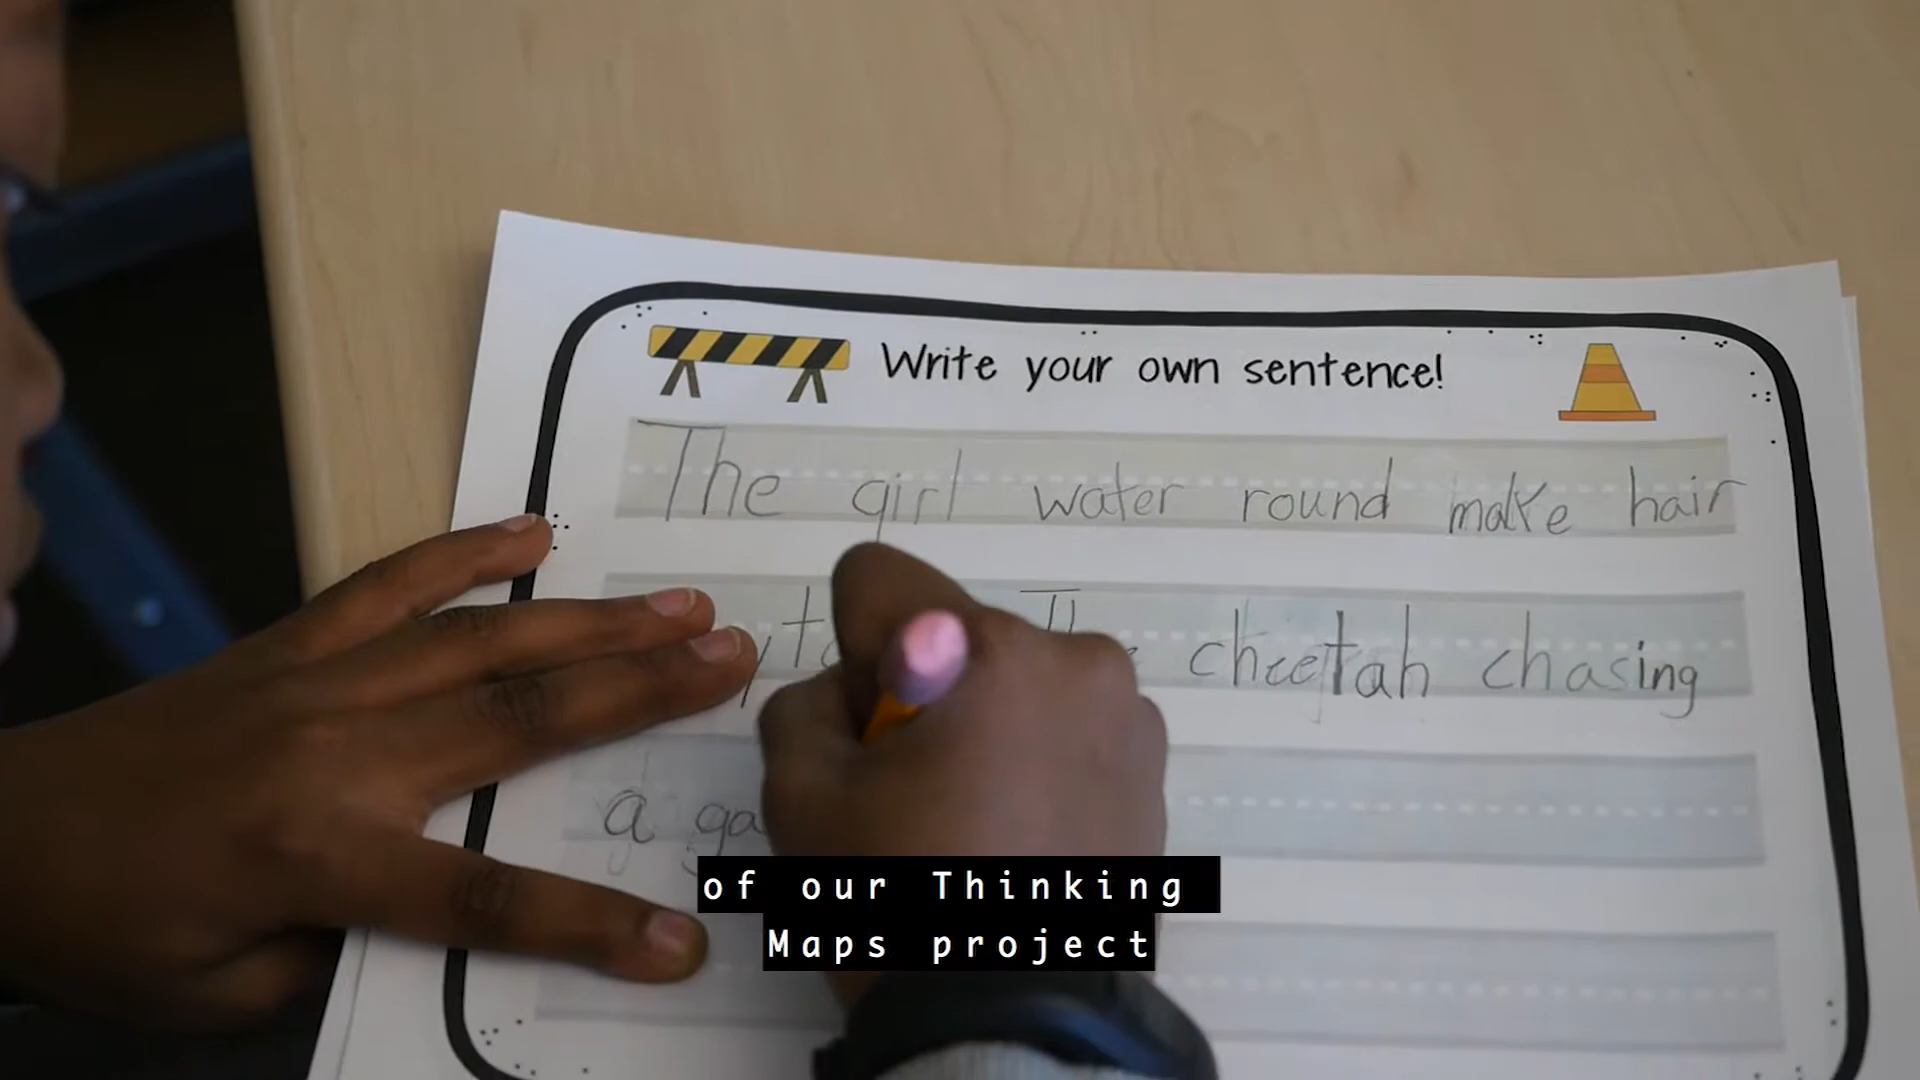 Write your own sentence!
The girl water round make hair
cheetah chasing
a
of our Thinking
Maps project